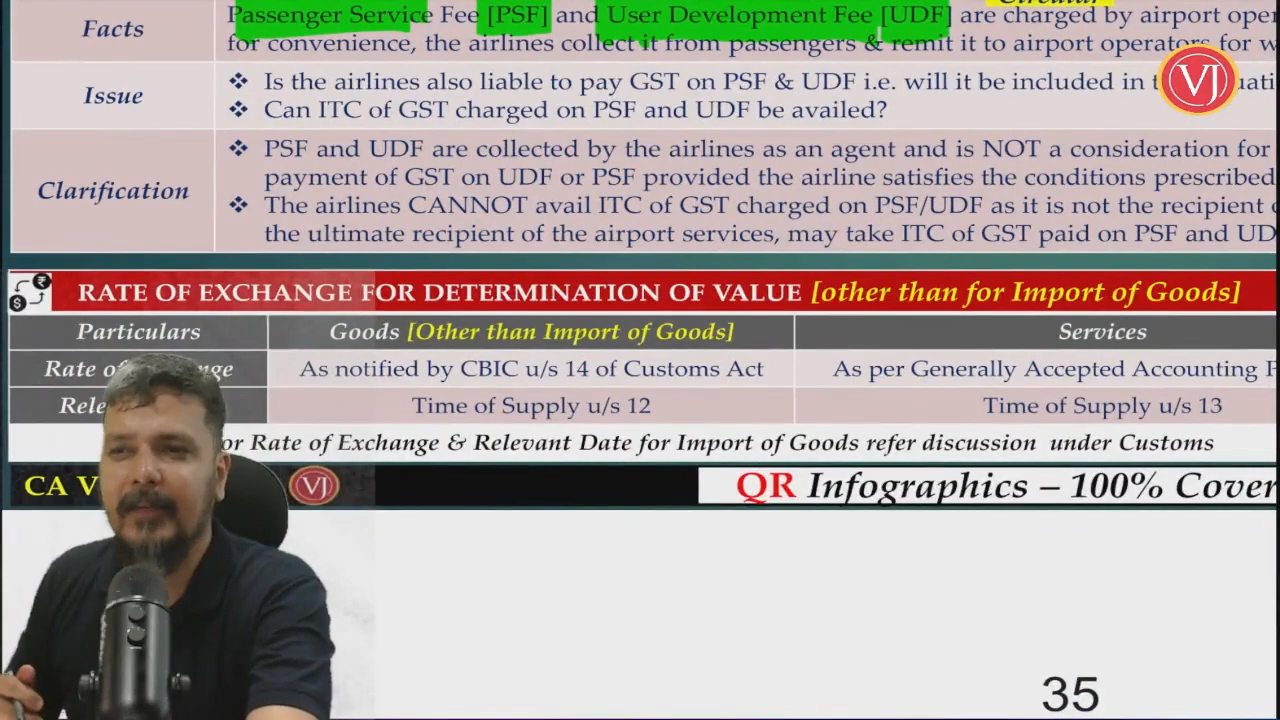 Circular
Facts
Passenger Service Fee [PSF] and User Development Fee [UDF] are charged by airport oper
for convenience, the airlines collect it from passengers & remit it to airport operators for w
Issue
❖ Is the airlines also liable to pay GST on PSF & UDF i.e. will it be included in t uati
❖ Can ITC of GST charged on PSF and UDF be availed?
Clarification
❖ PSF and UDF are collected by the airlines as an agent and is NOT a consideration for
payment of GST on UDF or PSF provided the airline satisfies the conditions prescribed
❖ The airlines CANNOT avail ITC of GST charged on PSF/UDF as it is not the recipient
the ultimate recipient of the airport services, may take ITC of GST paid on PSF and UD
VJ
RATE OF EXCHANGE FOR DETERMINATION OF VALUE [other than for Import of Goods]
Particulars Goods [Other than Import of Goods] Services
Rate of nge As notified by CBIC u/s 14 of Customs Act As per Generally Accepted Accounting P
Rele Time of Supply u/s 12 Time of Supply u/s 13
or Rate of Exchange & Relevant Date for Import of Goods refer discussion under Customs
CA V VJ QR Infographics – 100% Cover
35